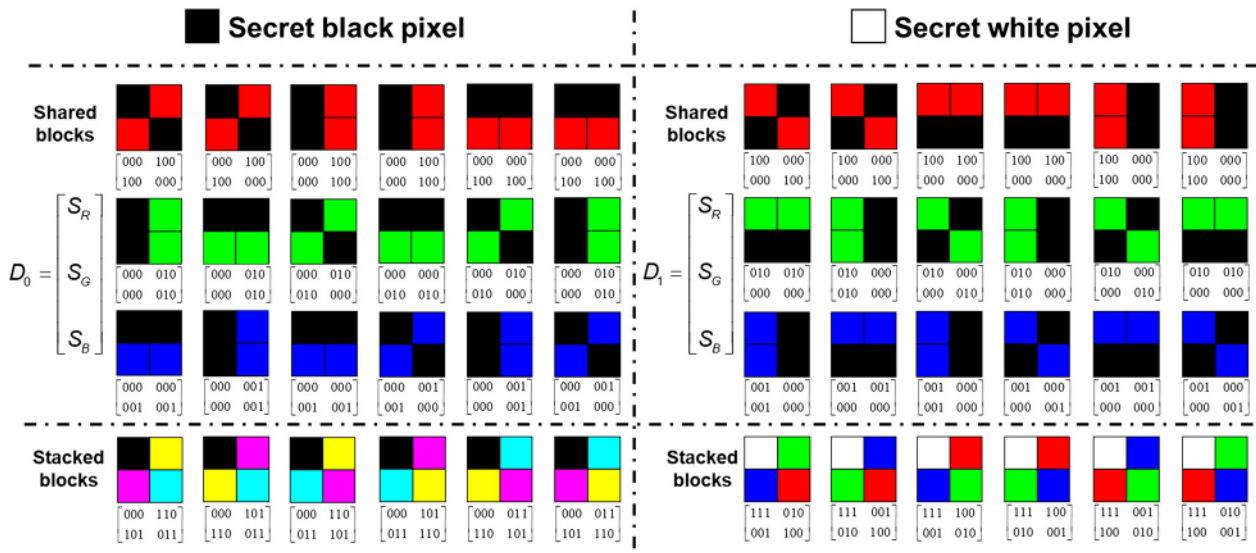 Secret black pixel
Shared
blocks
000 100 000 100 000 100 000 100 000 000 000 000
100 000 100 000 000 100 000 100 100 100 100 100
S_R
000 010 000 000 000 010 000 000 000 010 000 010
000 010 010 010 010 000 010 010 010 000 000 010
D_0 = S_G
S_B
000 000 000 001 000 000 000 001 000 001 000 001
001 001 000 001 001 001 001 000 000 001 001 000
Stacked
blocks
000 110 000 101 000 110 000 101 000 011 000 011
101 011 110 011 011 101 011 110 110 101 101 110
Secret white pixel
Shared
blocks
100 000 100 000 100 100 100 100 100 000 100 000
000 100 000 100 000 000 000 000 100 000 100 000
S_R
010 010 010 000 010 000 010 000 010 000 010 010
000 000 010 000 000 010 010 000 000 010 000 000
D_1 = S_G
S_B
001 000 001 001 001 000 001 000 001 001 001 000
001 000 000 000 001 000 000 001 000 000 000 001
Stacked
blocks
111 010 111 001 111 100 111 100 111 001 111 010
001 100 010 100 001 010 010 001 100 010 100 001